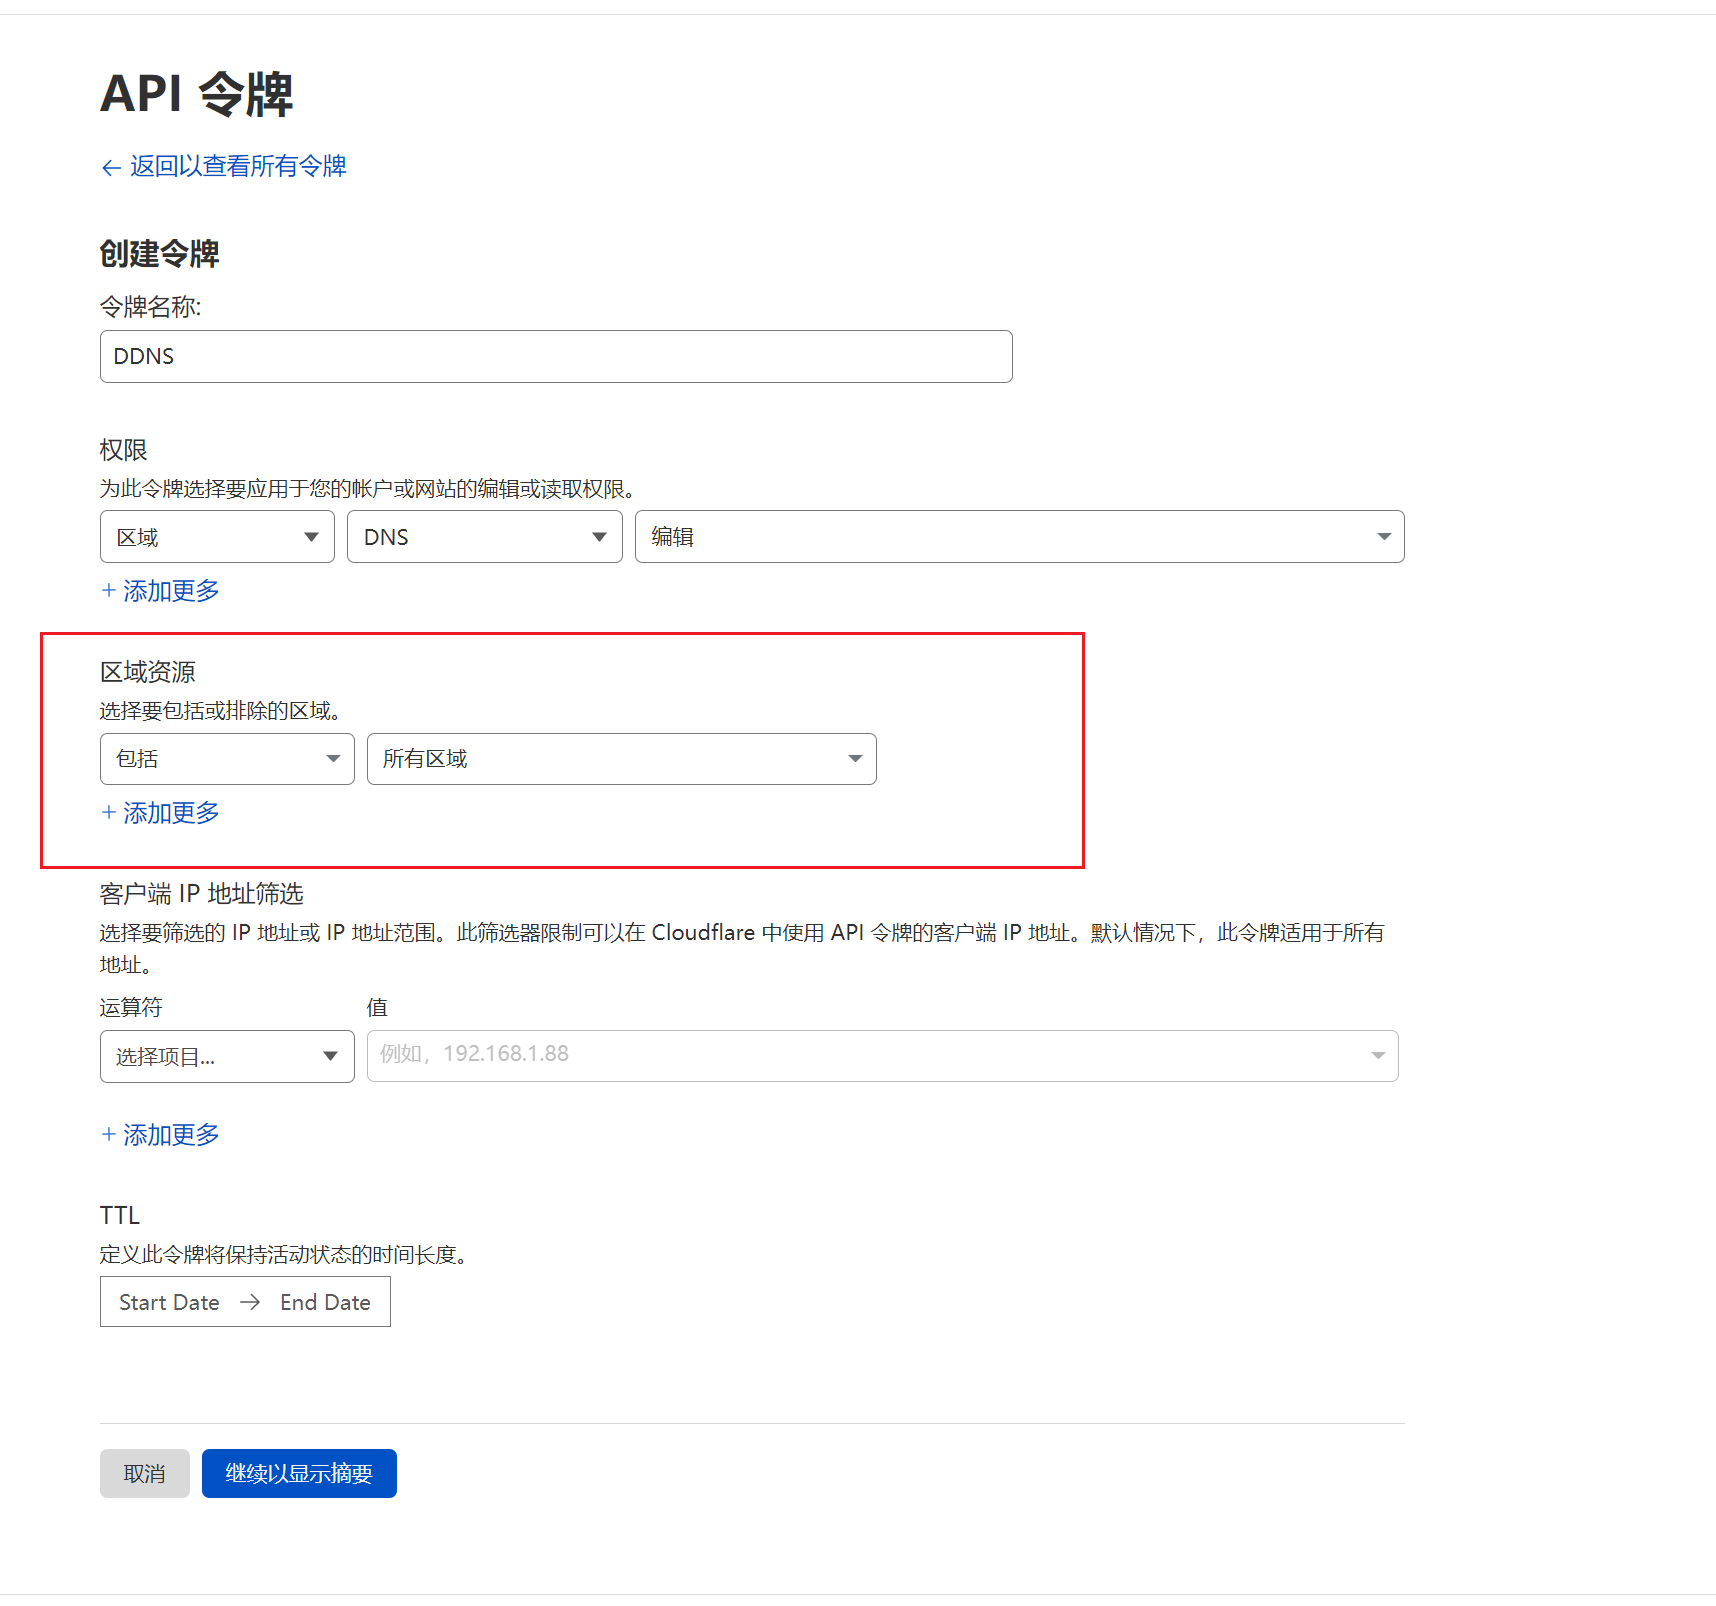 API 令牌
← 返回以查看所有令牌
创建令牌
令牌名称:
DDNS
权限
为此令牌选择要应用于您的帐户或网站的编辑或读取权限。
区域 DNS 编辑
+ 添加更多
区域资源
选择要包括或排除的区域。
包括 所有区域
+ 添加更多
客户端 IP 地址筛选
选择要筛选的 IP 地址或 IP 地址范围。此筛选器限制可以在 Cloudflare 中使用 API 令牌的客户端 IP 地址。默认情况下，此令牌适用于所有
地址。
运算符 值
选择项目... 例如，192.168.1.88
+ 添加更多
TTL
定义此令牌将保持活动状态的时间长度。
Start Date → End Date
取消 继续以显示摘要